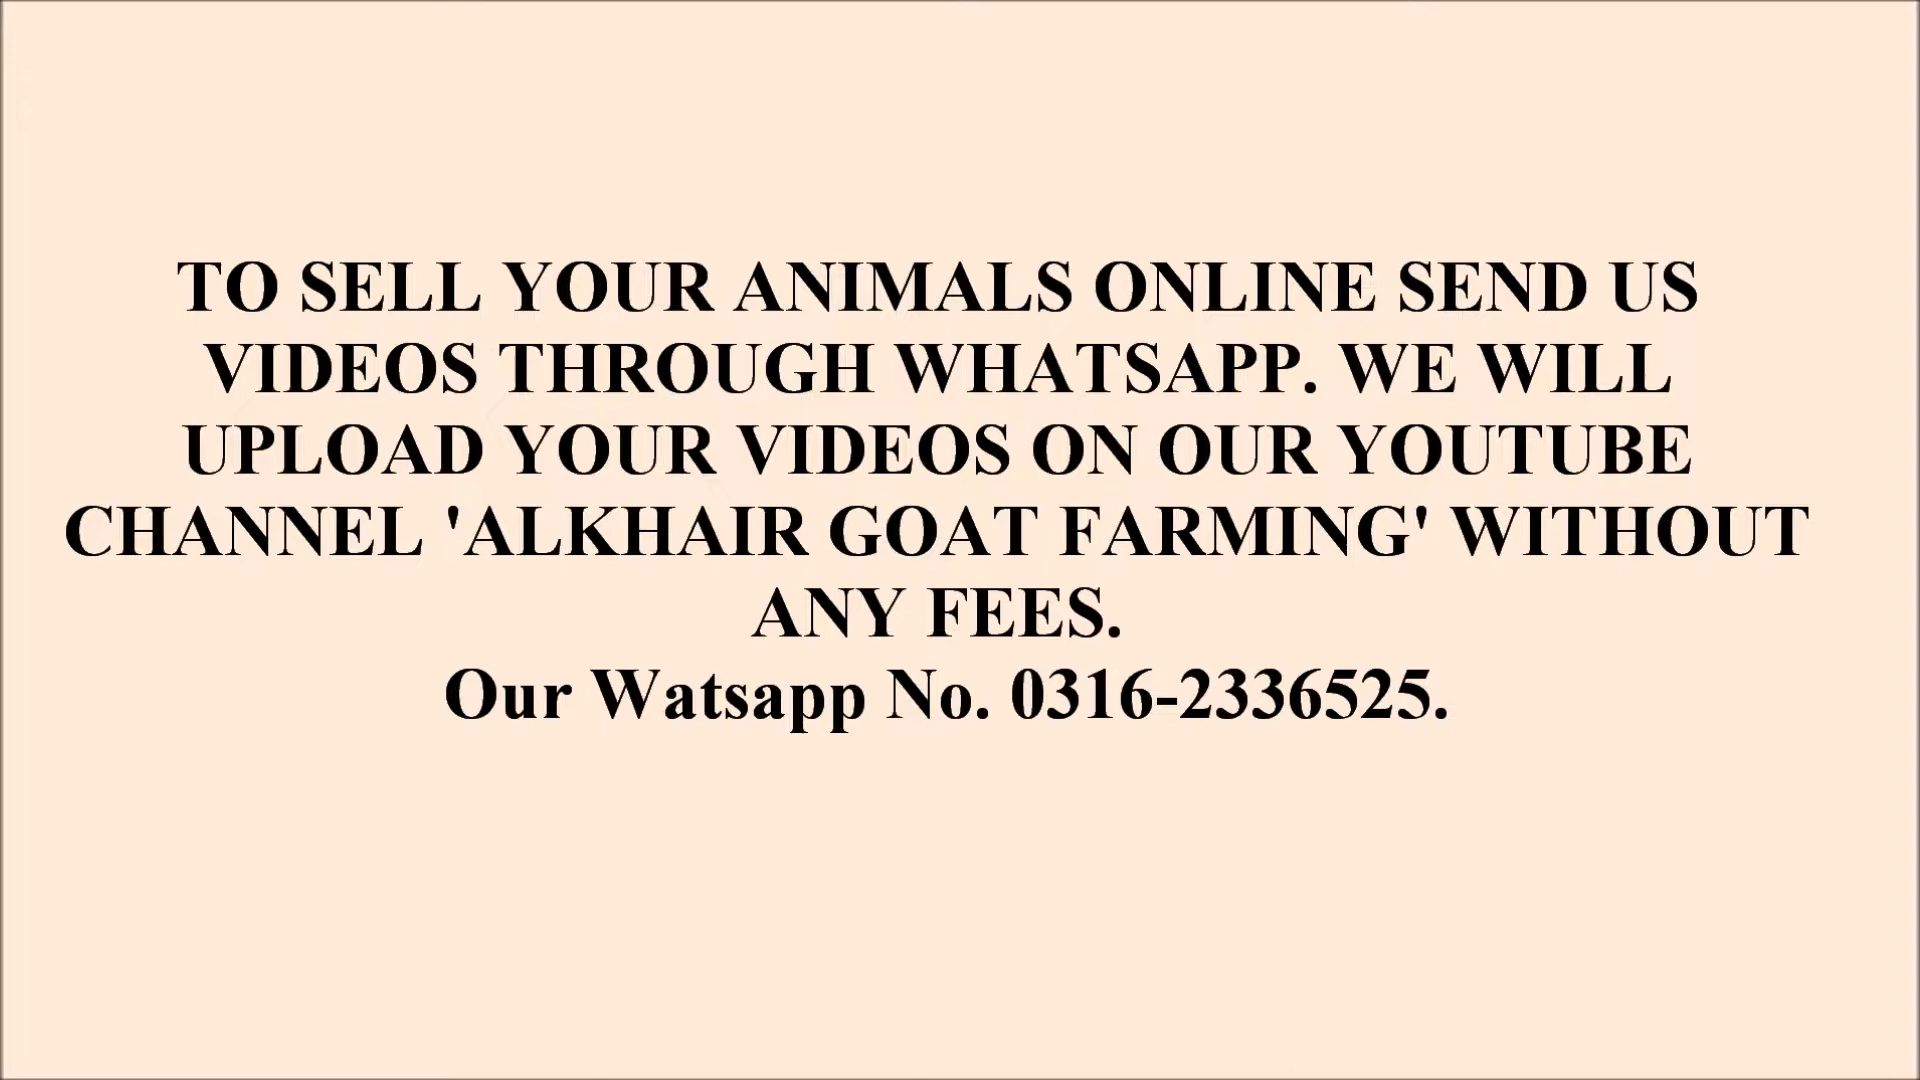 TO SELL YOUR ANIMALS ONLINE SEND US
VIDEOS THROUGH WHATSAPP. WE WILL
UPLOAD YOUR VIDEOS ON OUR YOUTUBE
CHANNEL 'ALKHAIR GOAT FARMING' WITHOUT
ANY FEES.
Our Watsapp No. 0316-2336525.